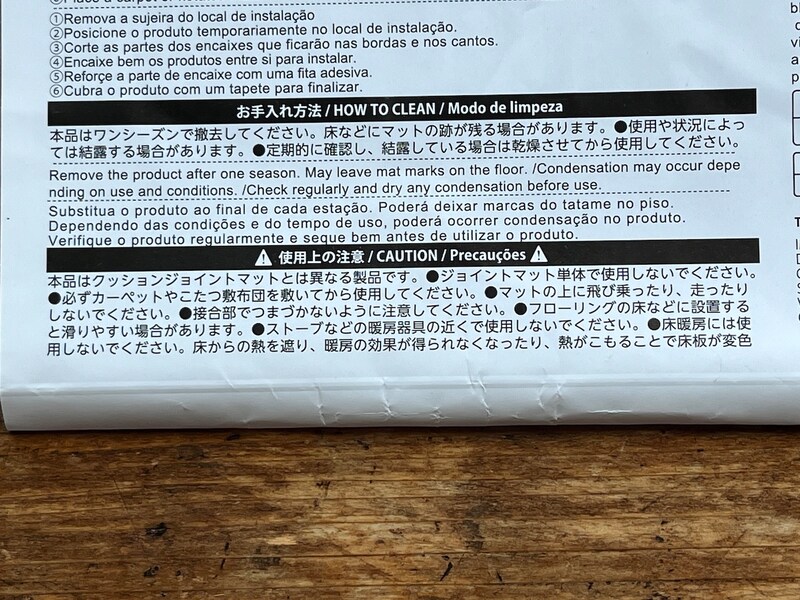 ①Remova a sujeira do local de instalação
②Posicione o produto temporariamente no local de instalação.
③Corte as partes dos encaixes que ficarão nas bordas e nos cantos.
④Encaixe bem os produtos entre si para instalar.
⑤Reforçe a parte de encaixe com uma fita adesiva.
⑥Cubra o produto com um tapete para finalizar.
お手入れ方法 / HOW TO CLEAN / Modo de limpeza
本品はワンシーズンで撤去してください。床などにマットの跡が残る場合があります。●使用や状況によっ
ては結露する場合があります。●定期的に確認し、結露している場合は乾燥させてから使用してください。
Remove the product after one season. May leave mat marks on the floor. /Condensation may occur depe
nding on use and conditions. /Check regularly and dry any condensation before use.
Substitua o produto ao final de cada estação. Poderá deixar marcas do tatame no piso.
Dependendo das condições e do tempo de uso, poderá ocorrer condensação no produto.
Verifique o produto regularmente e seque bem antes de utilizar o produto.
⚠ 使用上の注意 / CAUTION / Precauções ⚠
本品はクッションジョイントマットとは異なる製品です。●ジョイントマット単体で使用しないでください。
●必ずカーペットやこたつ敷布団を敷いてから使用してください。●マットの上に飛び乗ったり、走ったり
しないでください。●接合部でつまづかないように注意してください。●フローリングの床などに設置する
と滑りやすい場合があります。●ストーブなどの暖房器具の近くで使用しないでください。●床暖房には使
用しないでください。床からの熱を遮り、暖房の効果が得られなくなったり、熱がこもることで床板が変色